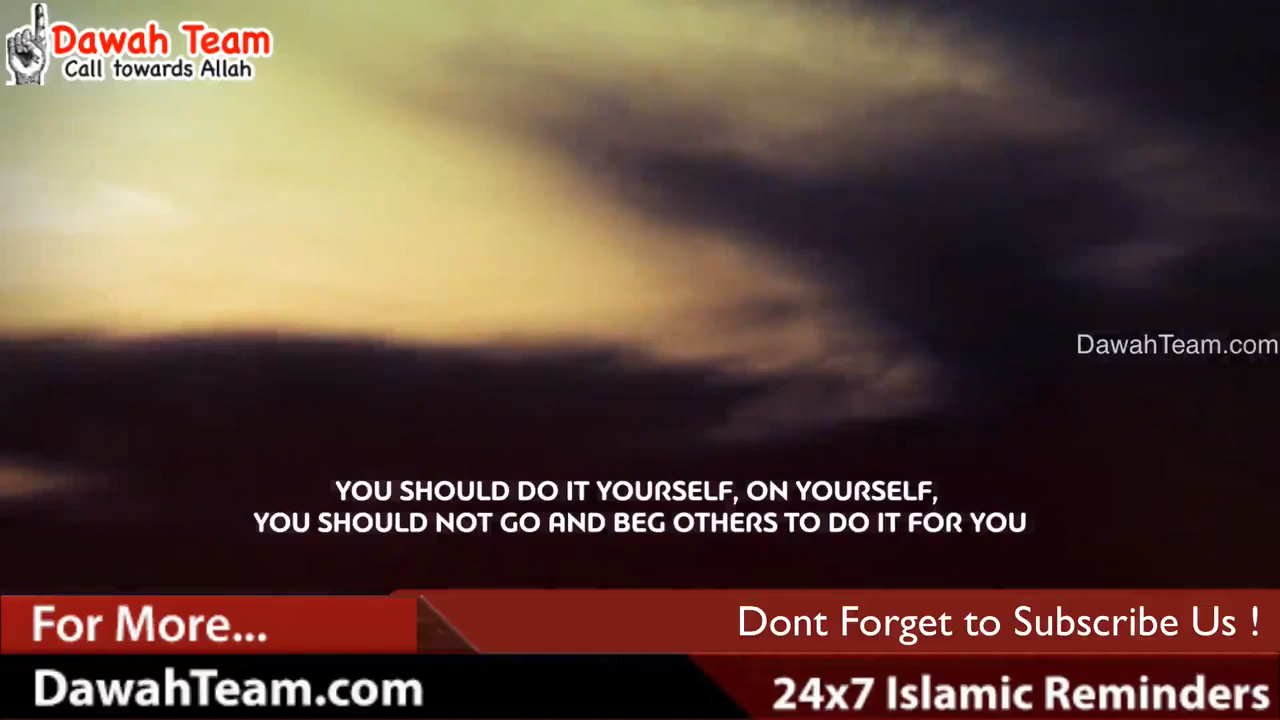 Dawah Team
Call towards Allah
DawahTeam.com
YOU SHOULD DO IT YOURSELF, ON YOURSELF,
YOU SHOULD NOT GO AND BEG OTHERS TO DO IT FOR YOU
For More...
Dont Forget to Subscribe Us !
DawahTeam.com
24x7 Islamic Reminders